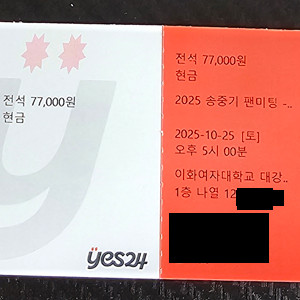 전석 77,000원
현금
yes24
전석 77,000원
현금
2025 송중기 팬미팅 -..
2025-10-25 [토]
오후 5시 00분
이화여자대학교 대강..
1층 나열 12